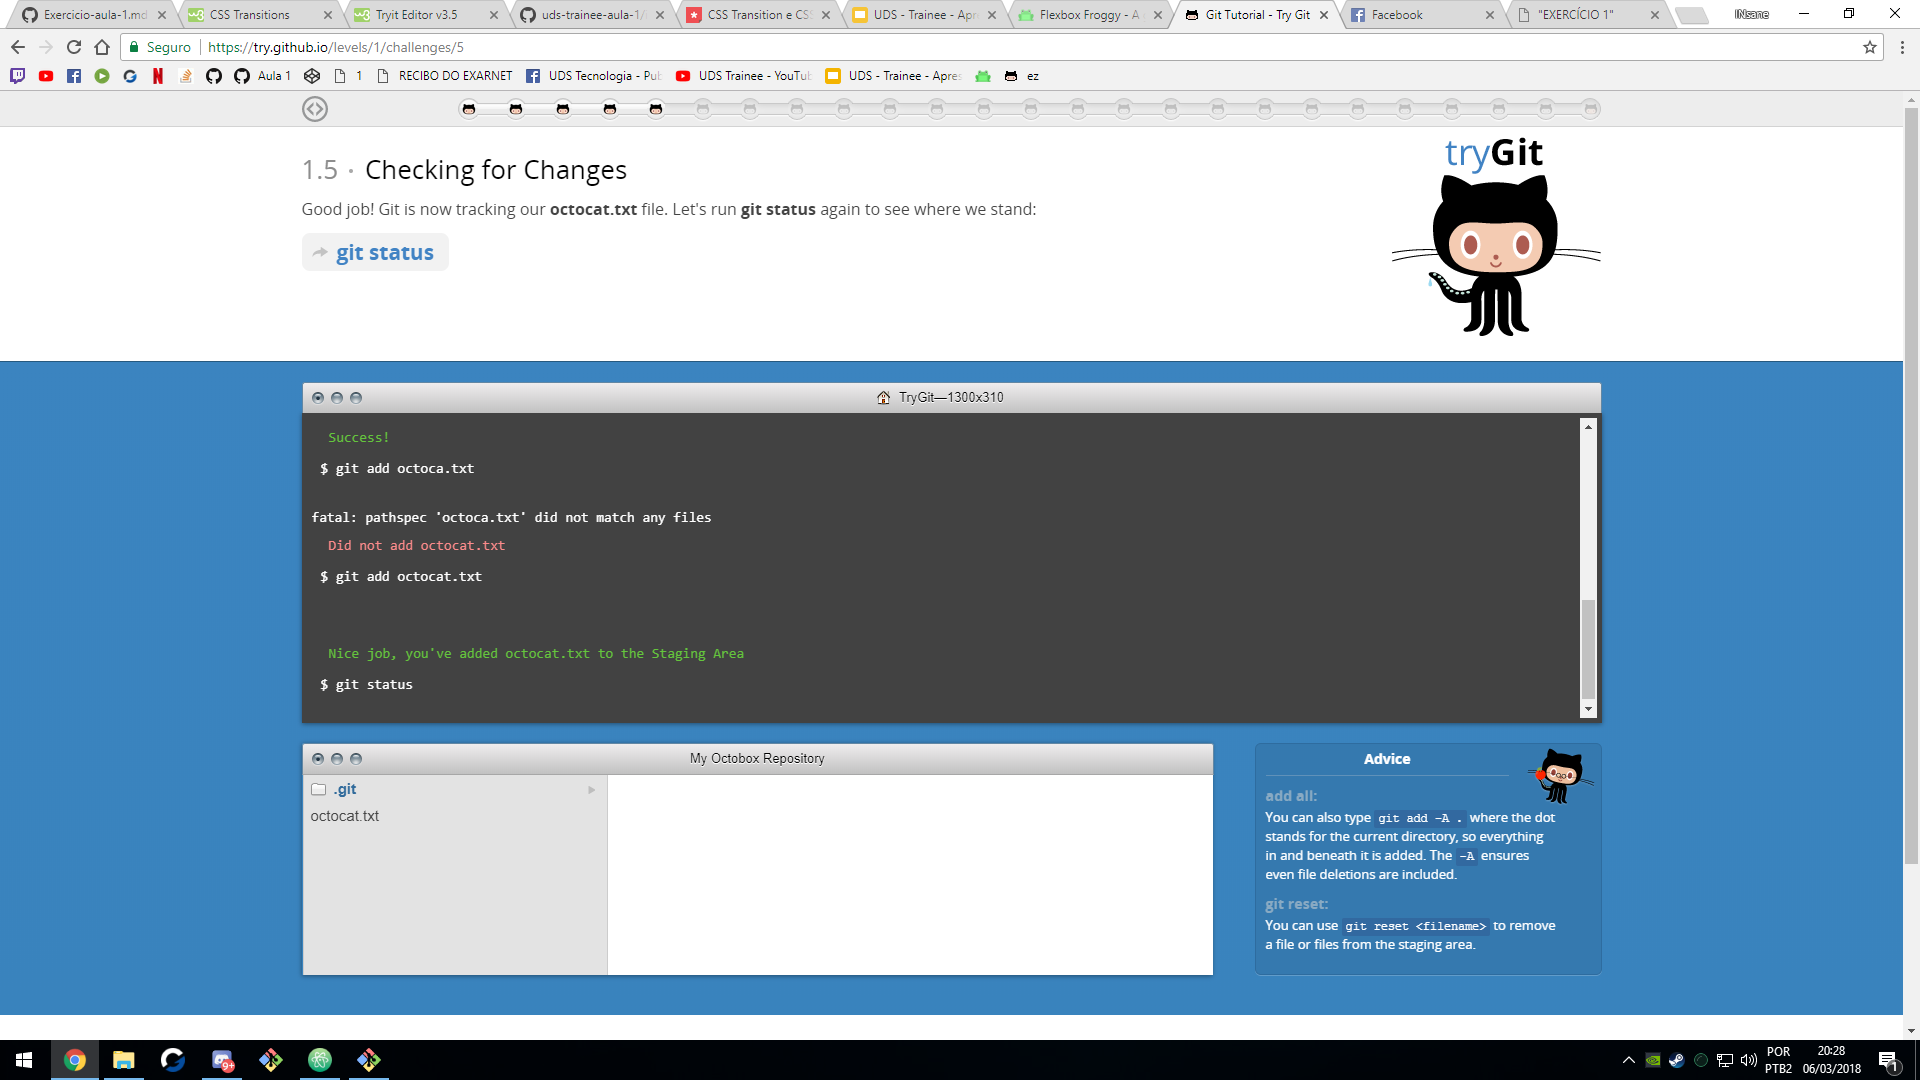 Exercicio-aula-1.md
CSS Transitions
Tryit Editor v3.5
uds-trainee-aula-1/
CSS Transition e CS
UDS - Trainee - Apr
Flexbox Froggy - A
Git Tutorial - Try Git
Facebook
"EXERCÍCIO 1"
INsane
Seguro
https://try.github.io/levels/1/challenges/5
Aula 1
1
RECIBO DO EXARNET
UDS Tecnologia - Pu
UDS Trainee - YouTu
UDS - Trainee - Apres
ez
tryGit
1.5 · Checking for Changes
Good job! Git is now tracking our octocat.txt file. Let's run git status again to see where we stand:
git status
TryGit—1300x310
Success!
$ git add octoca.txt
fatal: pathspec 'octoca.txt' did not match any files
Did not add octocat.txt
$ git add octocat.txt
Nice job, you've added octocat.txt to the Staging Area
$ git status
My Octobox Repository
.git
octocat.txt
Advice
add all:
You can also type git add -A . where the dot
stands for the current directory, so everything
in and beneath it is added. The -A ensures
even file deletions are included.
git reset:
You can use git reset <filename> to remove
a file or files from the staging area.
9+
POR
PTB2
20:28
06/03/2018
1